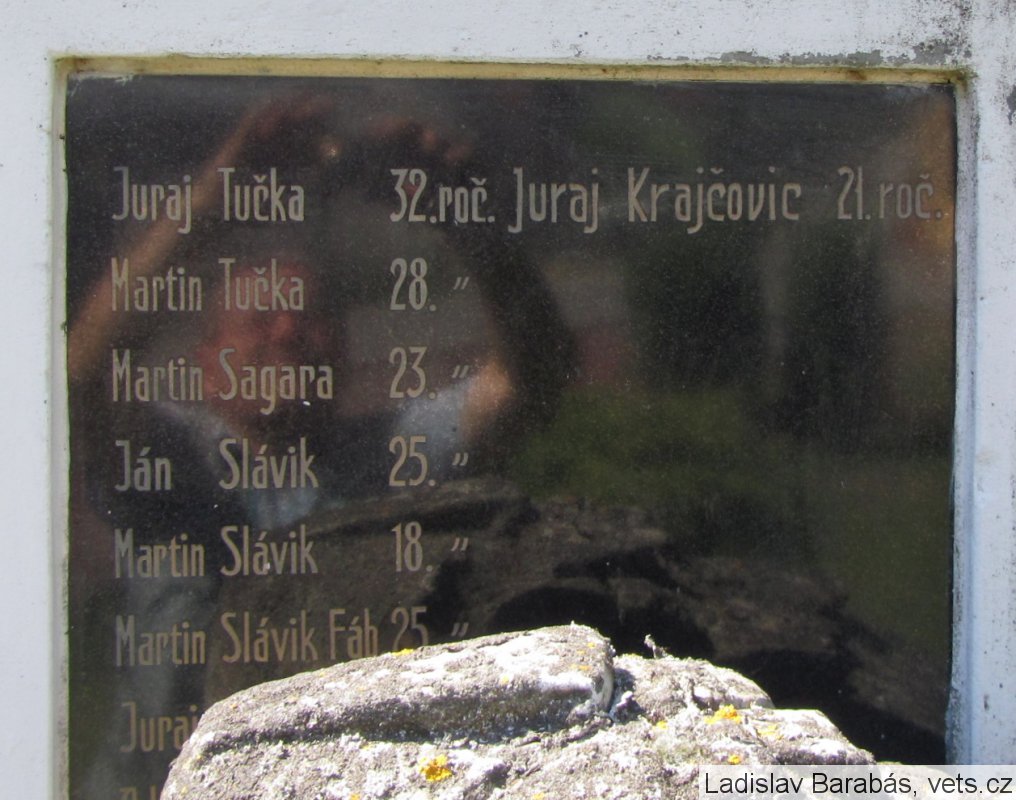 Juraj Tučka 32. roč. Juraj Krajčovic 21. roč.
Martin Tučka 28. "
Martin Sagara 23. "
Ján Slávik 25. "
Martin Slávik 18. "
Martin Slávik Fáb 25. "
Juraj
Ladislav Barabás, vets.cz